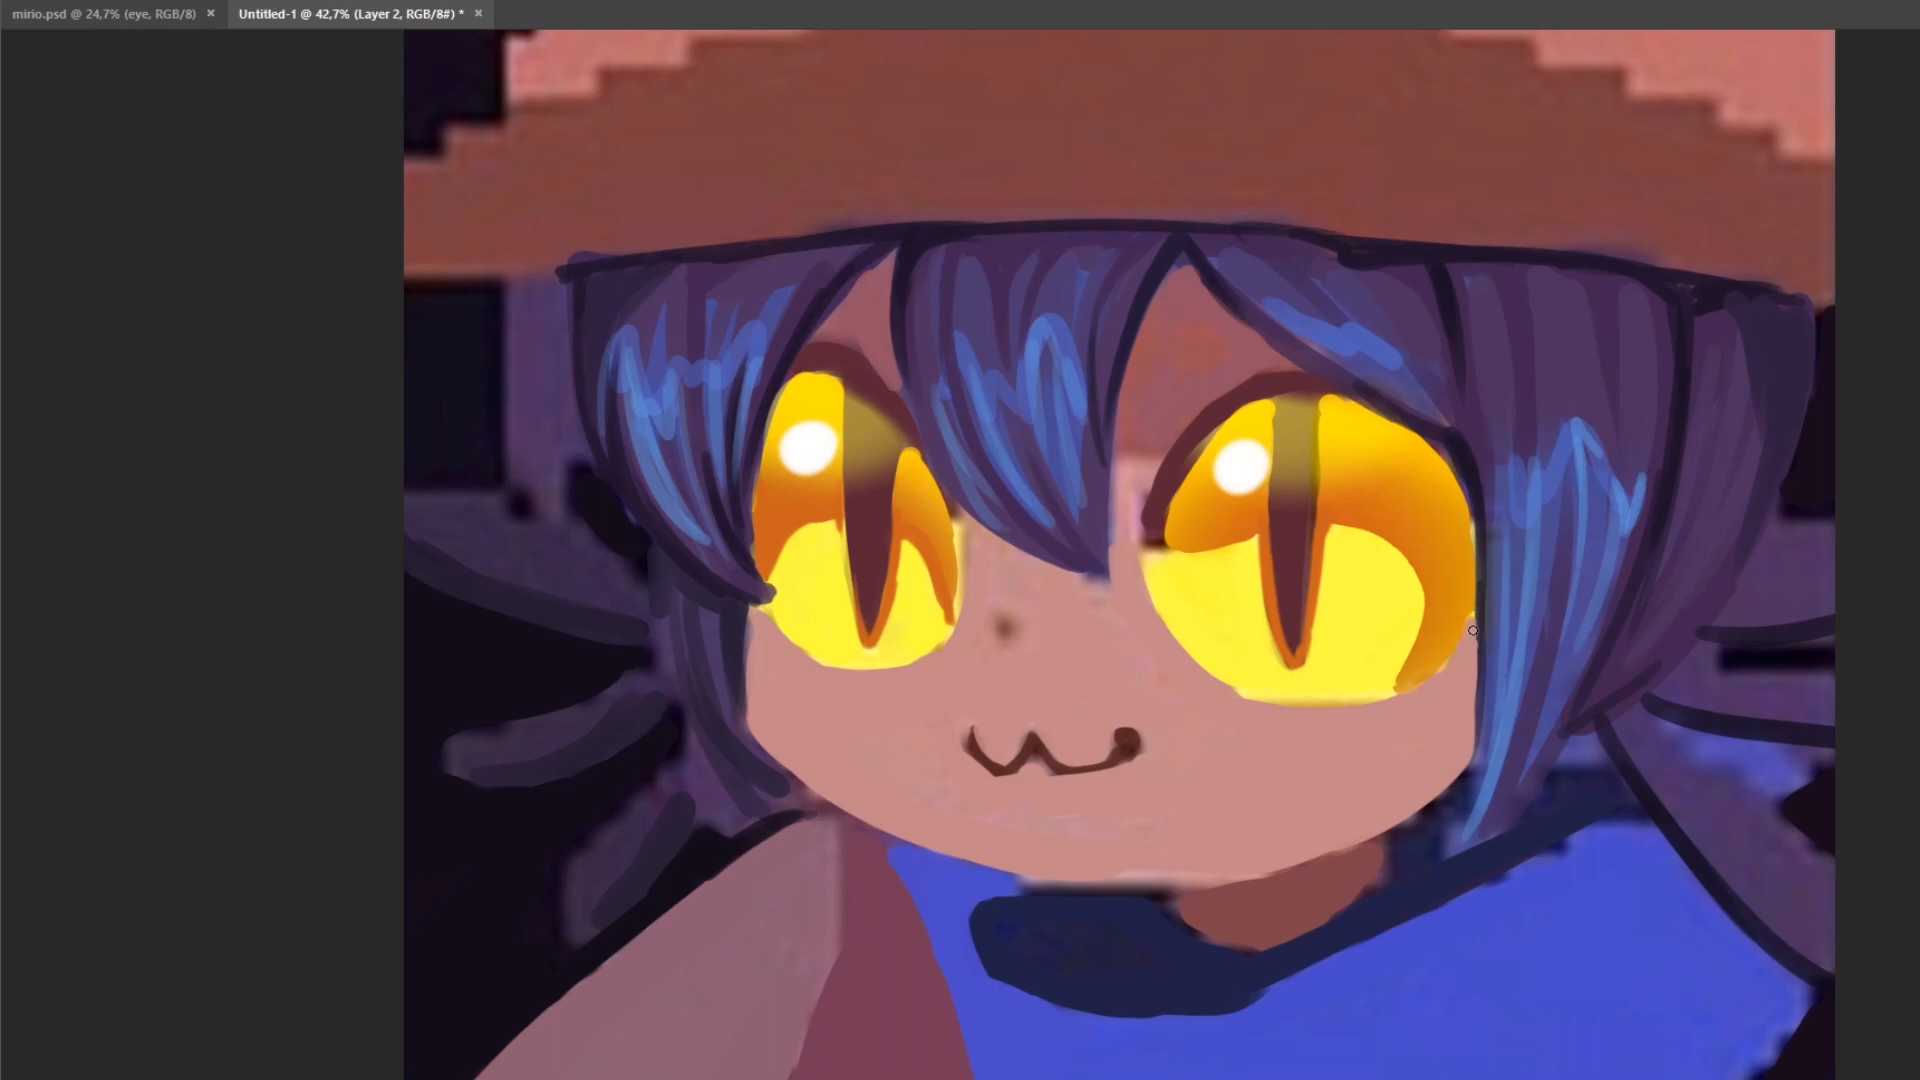 mirio.psd @ 24,7% (eye, RGB/8) ×
Untitled-1 @ 42,7% (Layer 2, RGB/8#) * ×